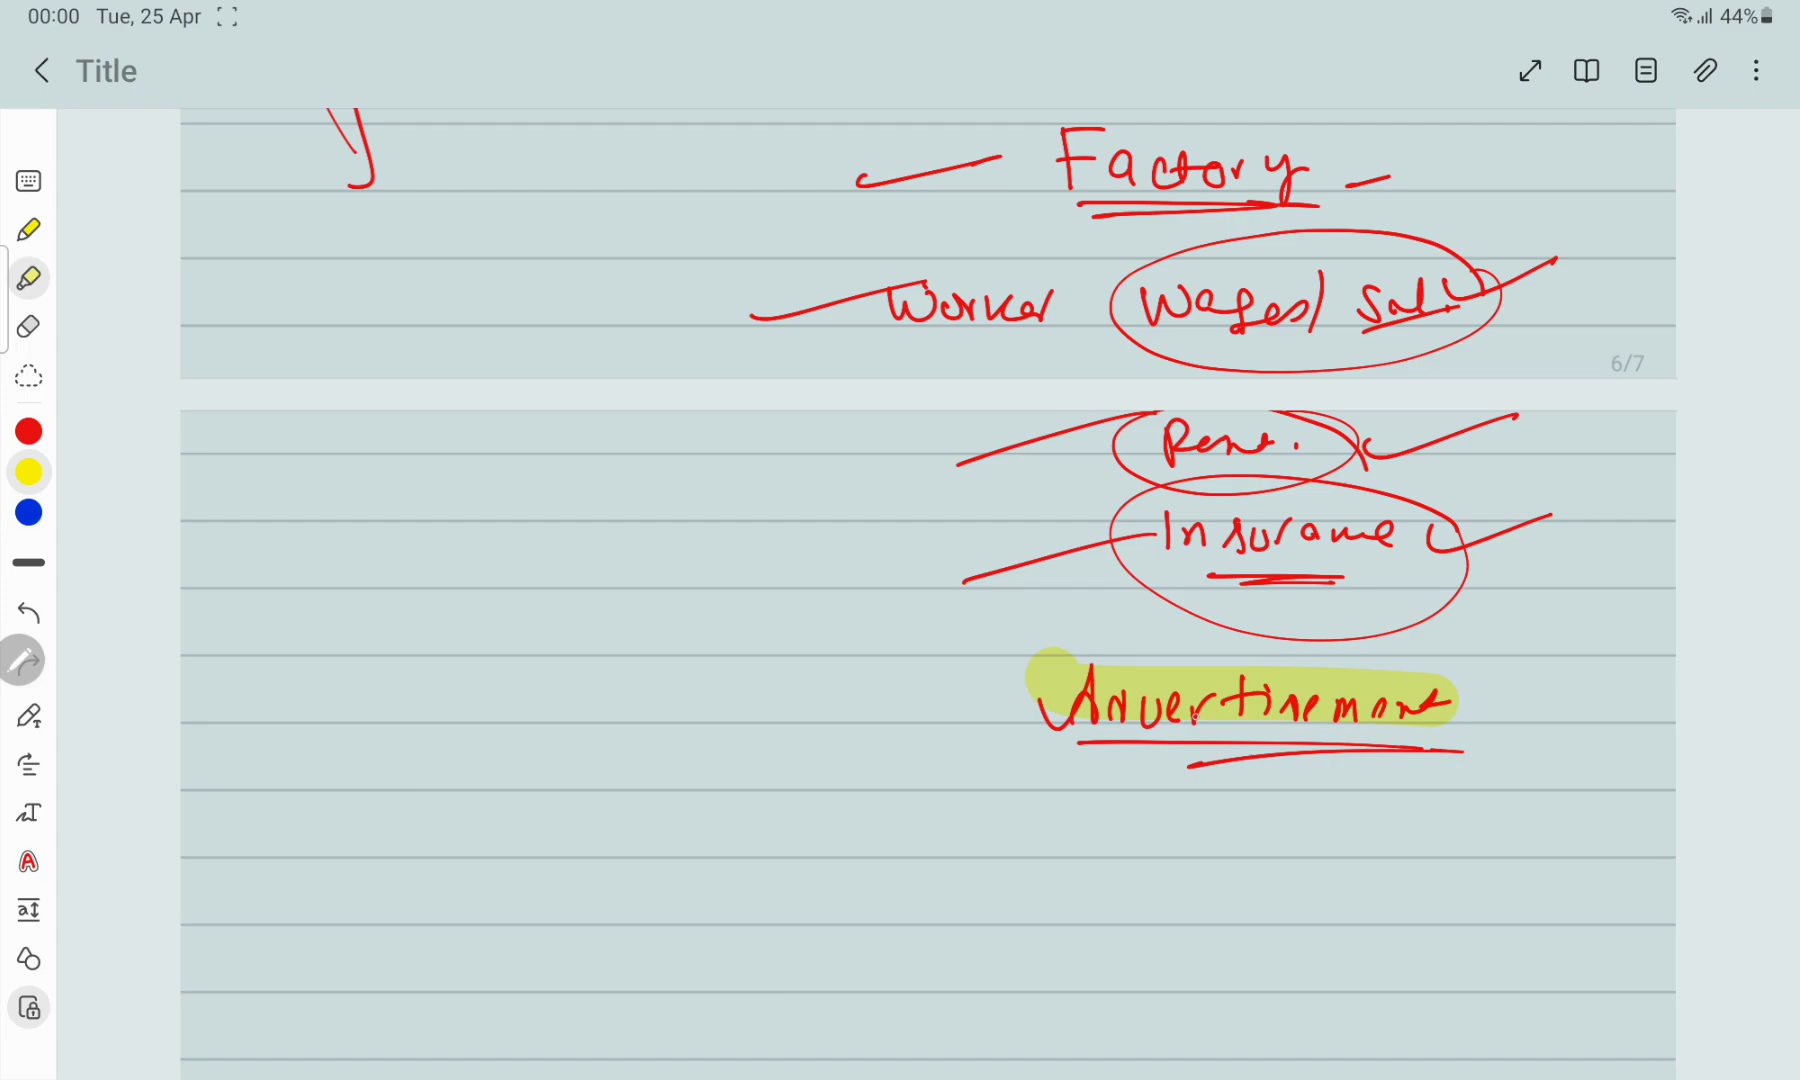 00:00 Tue, 25 Apr 44%
Title
Factory -
Worker Wages/ Sal.
6/7
Rent.
Insurance
Advertisement